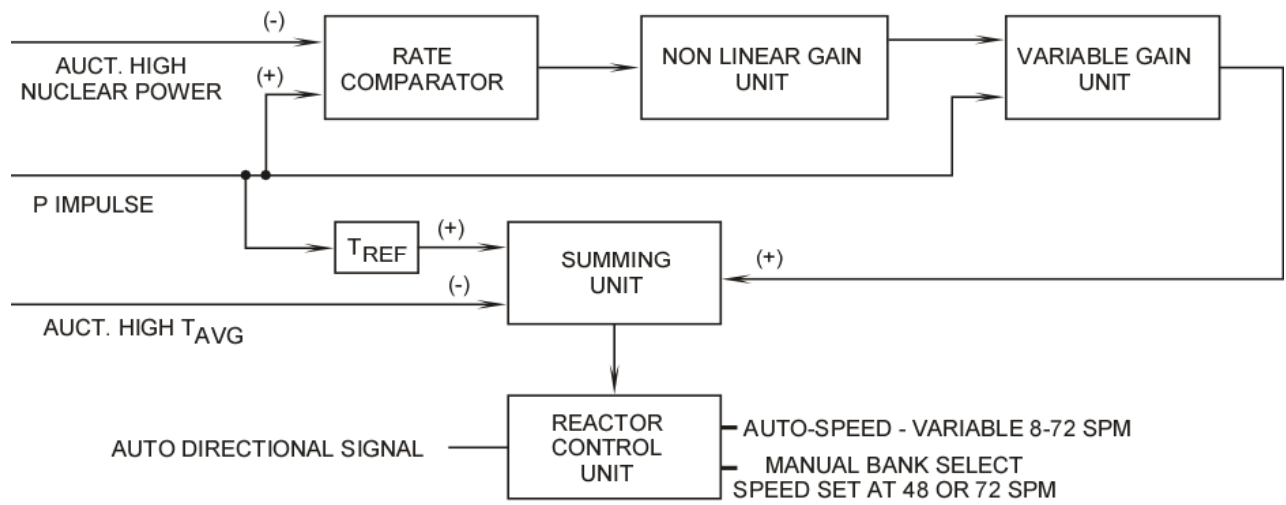 (-)
AUCT. HIGH
NUCLEAR POWER
(+)
RATE
COMPARATOR
NON LINEAR GAIN
UNIT
VARIABLE GAIN
UNIT
P IMPULSE
TREF
(+)
SUMMING
UNIT
(+)
(-)
AUCT. HIGH TAVG
AUTO DIRECTIONAL SIGNAL
REACTOR
CONTROL
UNIT
AUTO-SPEED - VARIABLE 8-72 SPM
MANUAL BANK SELECT
SPEED SET AT 48 OR 72 SPM